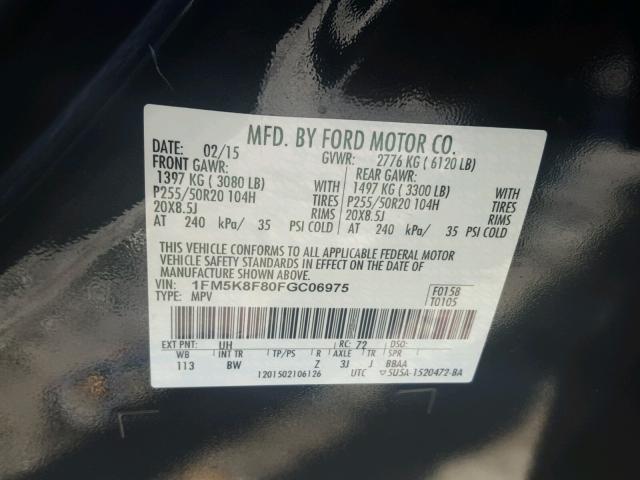 MFD. BY FORD MOTOR CO.
DATE: 02/15 GVWR: 2776 KG ( 6120 LB)
FRONT GAWR: REAR GAWR:
1397 KG ( 3080 LB) WITH 1497 KG ( 3300 LB) WITH
P255/50R20 104H TIRES P255/50R20 104H TIRES
20X8.5J RIMS 20X8.5J RIMS
AT 240 kPa/ 35 PSI COLD AT 240 kPa/ 35 PSI COLD
THIS VEHICLE CONFORMS TO ALL APPLICABLE FEDERAL MOTOR
VEHICLE SAFETY STANDARDS IN EFFECT ON THE DATE OF
MANUFACTURE SHOWN ABOVE.
VIN: 1FM5K8F80FGC06975 F0158
TYPE: MPV T0105
EXT PNT: UH RC: 72 DSO:
WB INT TR TP/PS R AXLE TR SPR
113 BW Z 3J J BBAA
1201502106126 UTC 5U5A-1520472-BA